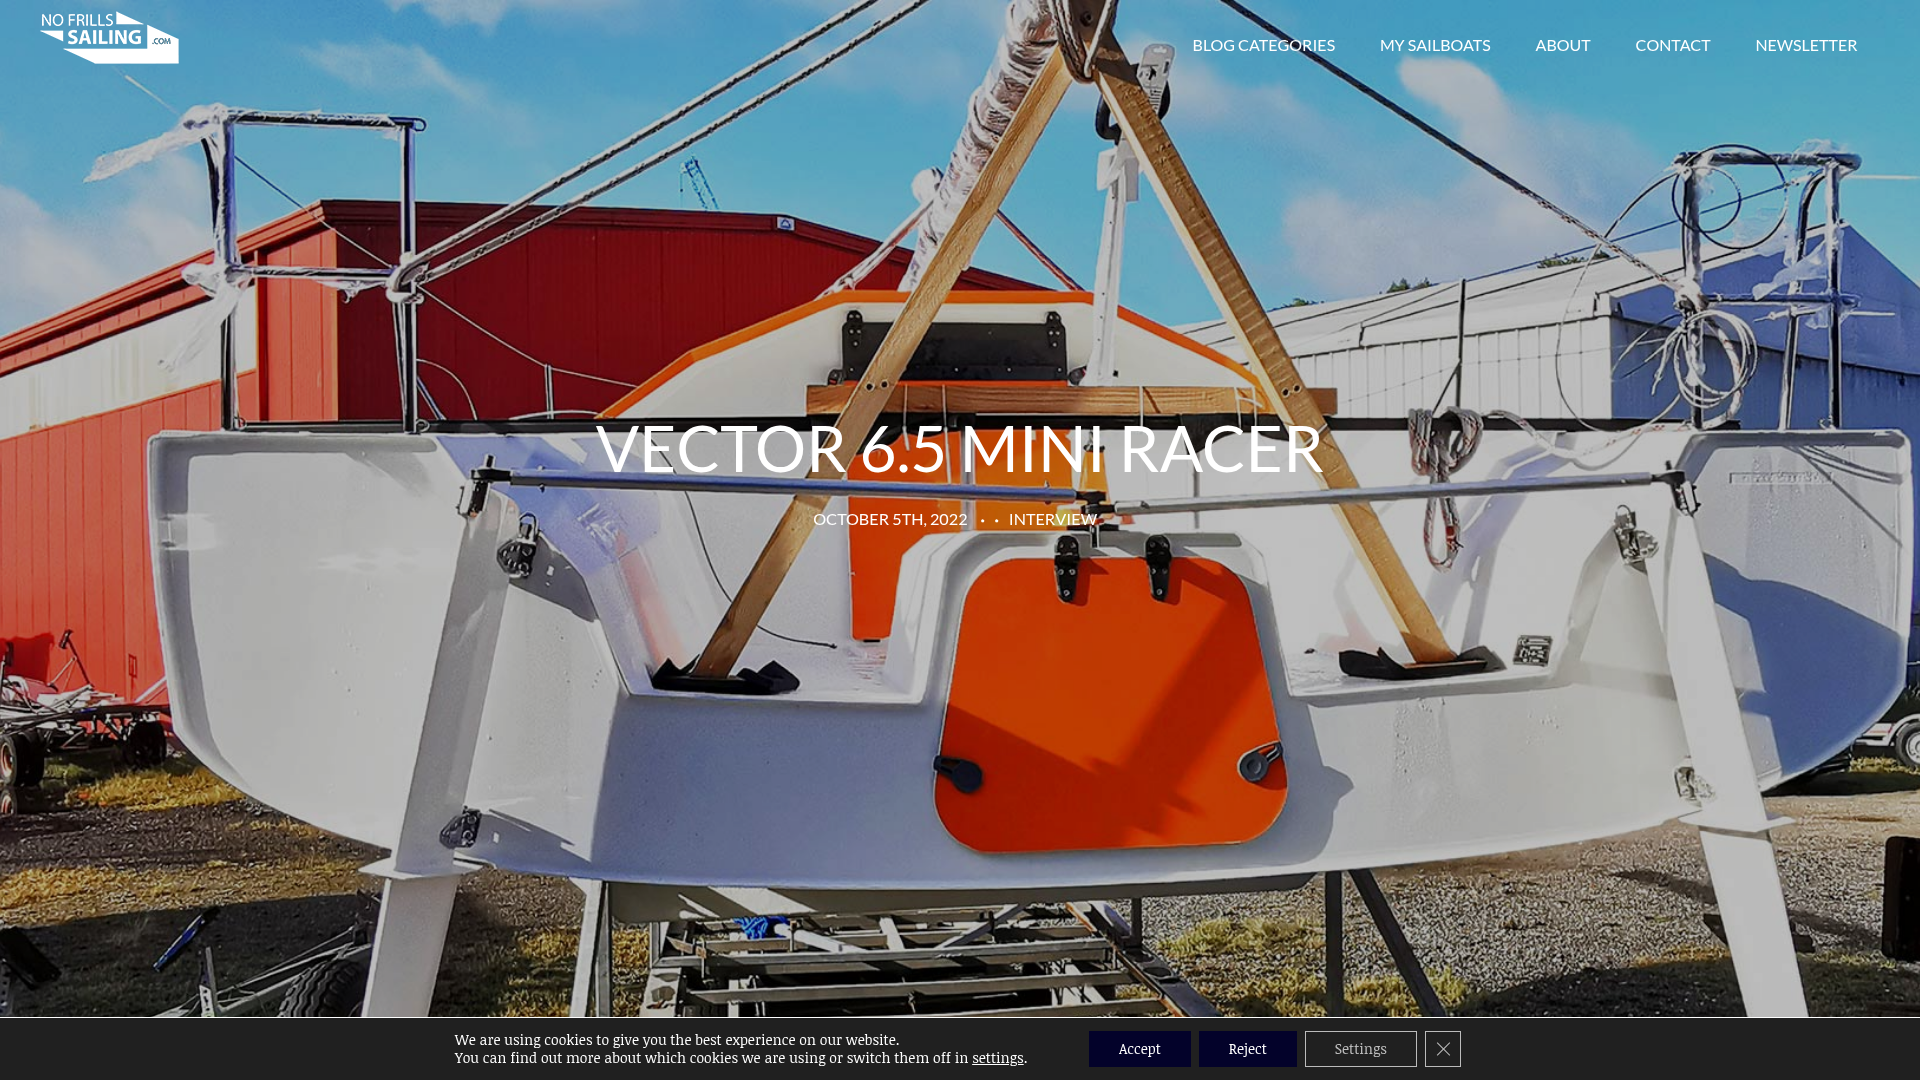 NO FRILLS
SAILING
.COM
BLOG CATEGORIES
MY SAILBOATS
ABOUT
CONTACT
NEWSLETTER
VECTOR 6.5 MINI RACER
OCTOBER 5TH, 2022 • • INTERVIEW
We are using cookies to give you the best experience on our website.
You can find out more about which cookies we are using or switch them off in settings.
Accept
Reject
Settings